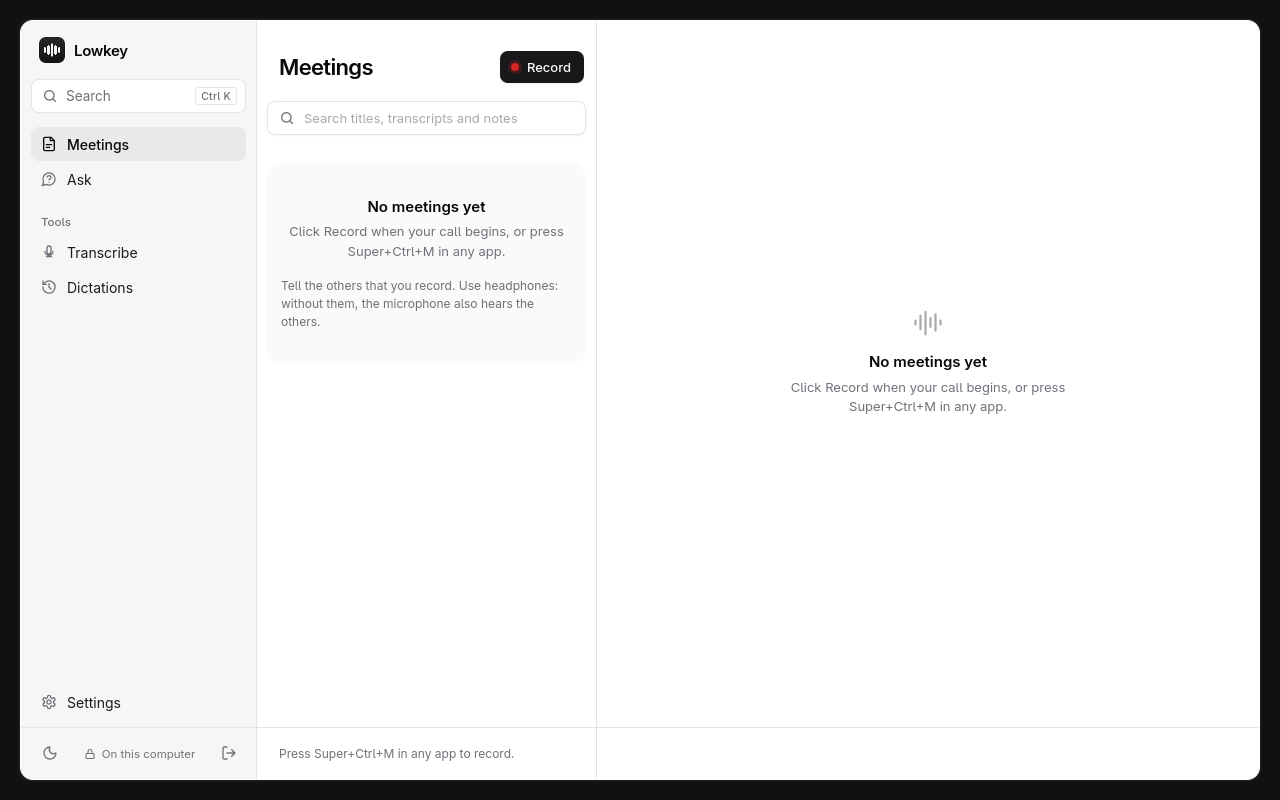 Lowkey
Search
Ctrl K
Meetings
Ask
Tools
Transcribe
Dictations
Settings
On this computer
Meetings
Record
Search titles, transcripts and notes
No meetings yet
Click Record when your call begins, or press
Super+Ctrl+M in any app.
Tell the others that you record. Use headphones:
without them, the microphone also hears the
others.
Press Super+Ctrl+M in any app to record.
No meetings yet
Click Record when your call begins, or press
Super+Ctrl+M in any app.